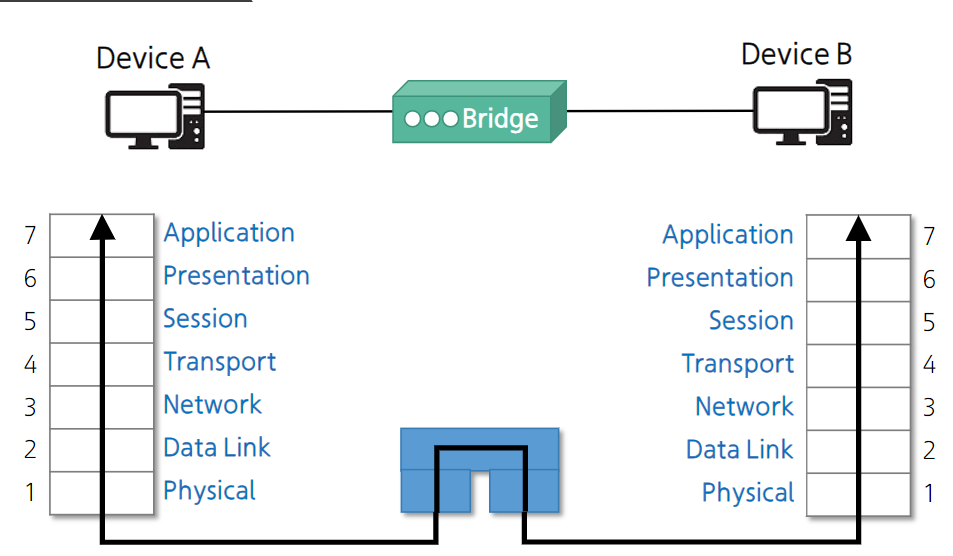 Device A
Device B
Bridge
7 Application
6 Presentation
5 Session
4 Transport
3 Network
2 Data Link
1 Physical
Application 7
Presentation 6
Session 5
Transport 4
Network 3
Data Link 2
Physical 1